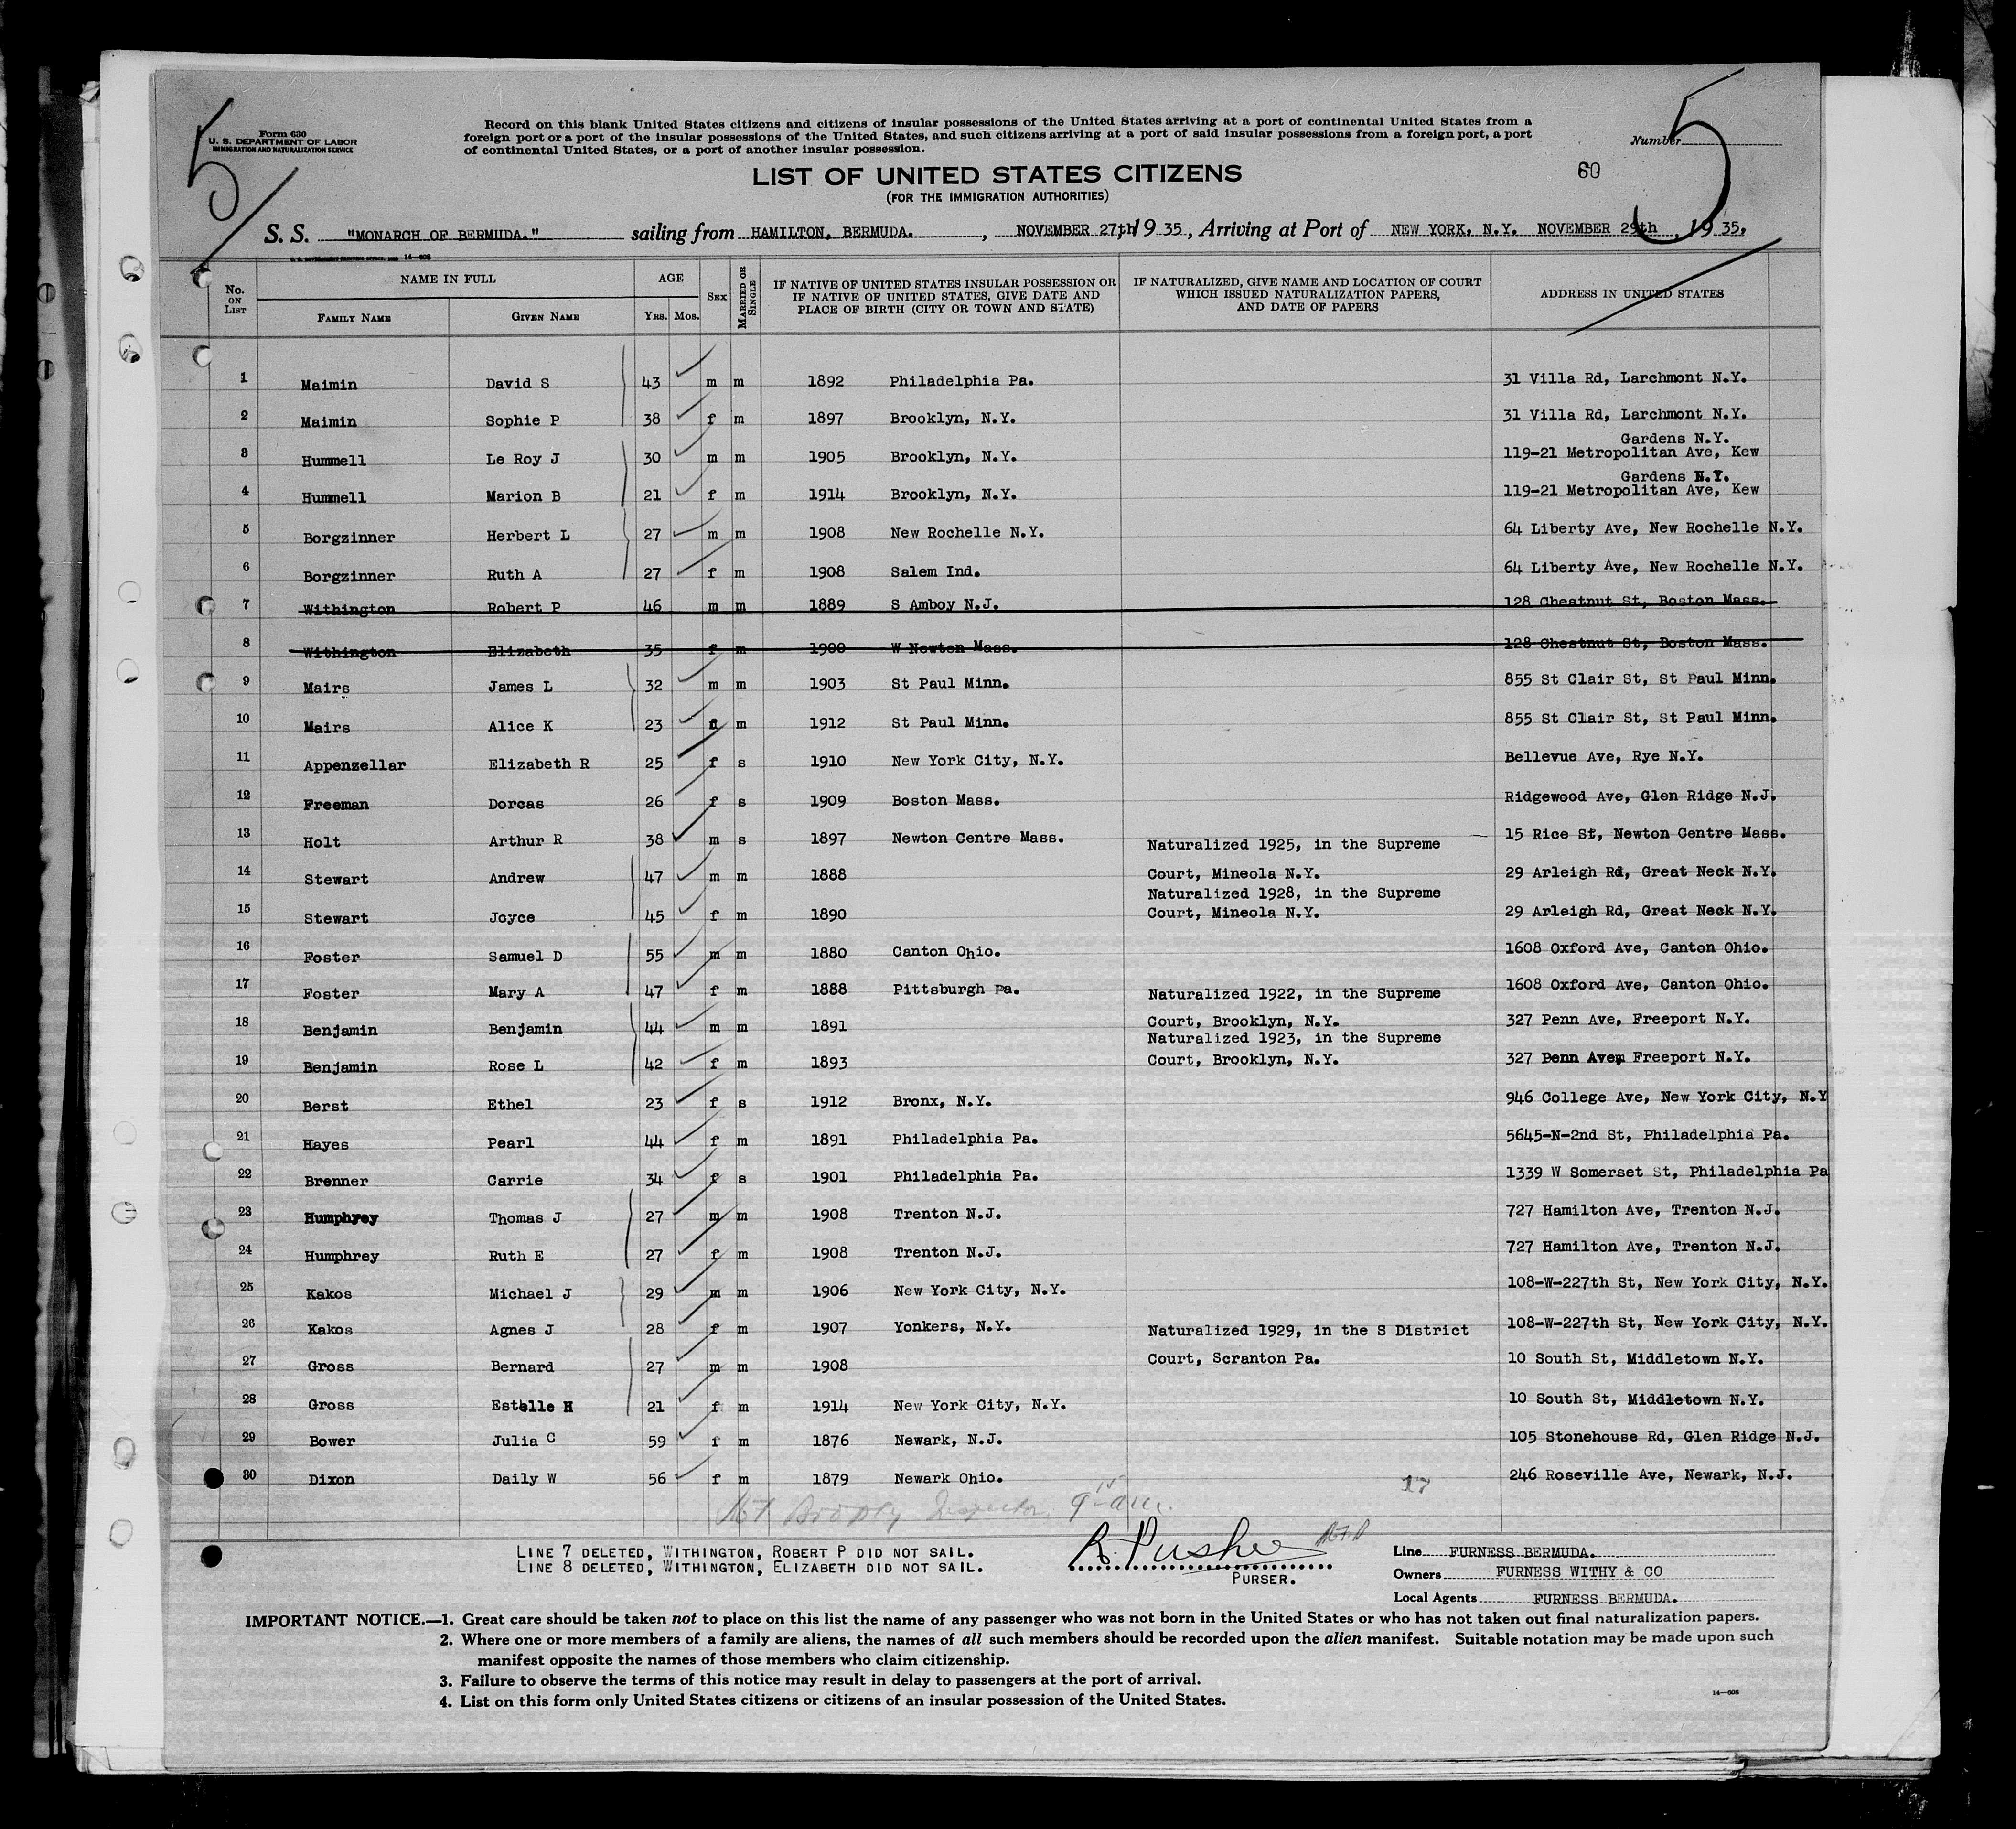 5
5
Form 630
U. S. DEPARTMENT OF LABOR
IMMIGRATION AND NATURALIZATION SERVICE
Record on this blank United States citizens and citizens of insular possessions of the United States arriving at a port of continental United States from a
foreign port or a port of the insular possessions of the United States, and such citizens arriving at a port of said insular possessions from a foreign port, a port
of continental United States, or a port of another insular possession.
Number
60
LIST OF UNITED STATES CITIZENS
(FOR THE IMMIGRATION AUTHORITIES)
S. S. "MONARCH OF BERMUDA." sailing from HAMILTON, BERMUDA. , NOVEMBER 27th 19 35, Arriving at Port of NEW YORK, N.Y. NOVEMBER 29th, 19 35.
U. S. GOVERNMENT PRINTING OFFICE: 1932 14-608
No. ON LIST NAME IN FULL FAMILY NAME GIVEN NAME AGE YRS. MOS. SEX MARRIED OR SINGLE IF NATIVE OF UNITED STATES INSULAR POSSESSION OR IF NATIVE OF UNITED STATES, GIVE DATE AND PLACE OF BIRTH (CITY OR TOWN AND STATE) IF NATURALIZED, GIVE NAME AND LOCATION OF COURT WHICH ISSUED NATURALIZATION PAPERS, AND DATE OF PAPERS ADDRESS IN UNITED STATES
1 Maimin David S 43 m m 1892 Philadelphia Pa. 31 Villa Rd, Larchmont N.Y.
2 Maimin Sophie P 38 f m 1897 Brooklyn, N.Y. 31 Villa Rd, Larchmont N.Y.
Gardens N.Y.
3 Hummell Le Roy J 30 m m 1905 Brooklyn, N.Y. 119-21 Metropolitan Ave, Kew
Gardens N.Y.
4 Hummell Marion B 21 f m 1914 Brooklyn, N.Y. 119-21 Metropolitan Ave, Kew
5 Borgzinner Herbert L 27 m m 1908 New Rochelle N.Y. 64 Liberty Ave, New Rochelle N.Y.
6 Borgzinner Ruth A 27 f m 1908 Salem Ind. 64 Liberty Ave, New Rochelle N.Y.
7 Withington Robert P 46 m m 1889 S Amboy N.J. 128 Chestnut St, Boston Mass.
8 Withington Elizabeth 35 f m 1900 W Newton Mass. 128 Chestnut St, Boston Mass.
9 Mairs James L 32 m m 1903 St Paul Minn. 855 St Clair St, St Paul Minn.
10 Mairs Alice K 23 f m 1912 St Paul Minn. 855 St Clair St, St Paul Minn.
11 Appenzellar Elizabeth R 25 f s 1910 New York City, N.Y. Bellevue Ave, Rye N.Y.
12 Freeman Dorcas 26 f s 1909 Boston Mass. Ridgewood Ave, Glen Ridge N.J.
13 Holt Arthur R 38 m s 1897 Newton Centre Mass. 15 Rice St, Newton Centre Mass.
Naturalized 1925, in the Supreme
14 Stewart Andrew 47 m m 1888 Court, Mineola N.Y. 29 Arleigh Rd, Great Neck N.Y.
Naturalized 1928, in the Supreme
15 Stewart Joyce 45 f m 1890 Court, Mineola N.Y. 29 Arleigh Rd, Great Neck N.Y.
16 Foster Samuel D 55 m m 1880 Canton Ohio. 1608 Oxford Ave, Canton Ohio.
17 Foster Mary A 47 f m 1888 Pittsburgh Pa. 1608 Oxford Ave, Canton Ohio.
Naturalized 1922, in the Supreme
18 Benjamin Benjamin 44 m m 1891 Court, Brooklyn, N.Y. 327 Penn Ave, Freeport N.Y.
Naturalized 1923, in the Supreme
19 Benjamin Rose L 42 f m 1893 Court, Brooklyn, N.Y. 327 Penn Ave, Freeport N.Y.
20 Berst Ethel 23 f s 1912 Bronx, N.Y. 946 College Ave, New York City, N.Y
21 Hayes Pearl 44 f m 1891 Philadelphia Pa. 5645-N-2nd St, Philadelphia Pa.
22 Brenner Carrie 34 f s 1901 Philadelphia Pa. 1339 W Somerset St, Philadelphia Pa
23 Humphrey Thomas J 27 m m 1908 Trenton N.J. 727 Hamilton Ave, Trenton N.J.
24 Humphrey Ruth E 27 f m 1908 Trenton N.J. 727 Hamilton Ave, Trenton N.J.
25 Kakos Michael J 29 m m 1906 New York City, N.Y. 108-W-227th St, New York City, N.Y.
26 Kakos Agnes J 28 f m 1907 Yonkers, N.Y. 108-W-227th St, New York City, N.Y.
Naturalized 1929, in the S District
27 Gross Bernard 27 m m 1908 Court, Scranton Pa. 10 South St, Middletown N.Y.
28 Gross Estelle H 21 f m 1914 New York City, N.Y. 10 South St, Middletown N.Y.
29 Bower Julia C 59 f m 1876 Newark, N.J. 105 Stonehouse Rd, Glen Ridge N.J.
30 Dixon Daily W 56 f m 1879 Newark Ohio. 246 Roseville Ave, Newark, N.J.
17
Inspector 9 15 a.m.
LINE 7 DELETED, WITHINGTON, ROBERT P DID NOT SAIL.
LINE 8 DELETED, WITHINGTON, ELIZABETH DID NOT SAIL.
PURSER.
Line FURNESS BERMUDA.
Owners FURNESS WITHY & CO
Local Agents FURNESS BERMUDA.
IMPORTANT NOTICE.—1. Great care should be taken not to place on this list the name of any passenger who was not born in the United States or who has not taken out final naturalization papers.
2. Where one or more members of a family are aliens, the names of all such members should be recorded upon the alien manifest. Suitable notation may be made upon such
manifest opposite the names of those members who claim citizenship.
3. Failure to observe the terms of this notice may result in delay to passengers at the port of arrival.
4. List on this form only United States citizens or citizens of an insular possession of the United States.
14-608